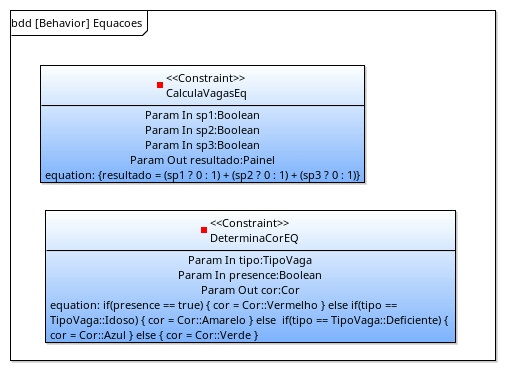 bdd [Behavior] Equacoes
<<Constraint>>
CalculaVagasEq
Param In sp1:Boolean
Param In sp2:Boolean
Param In sp3:Boolean
Param Out resultado:Painel
equation: {resultado = (sp1 ? 0 : 1) + (sp2 ? 0 : 1) + (sp3 ? 0 : 1)}
<<Constraint>>
DeterminaCorEQ
Param In tipo:TipoVaga
Param In presence:Boolean
Param Out cor:Cor
equation: if(presence == true) { cor = Cor::Vermelho } else if(tipo ==
TipoVaga::Idoso) { cor = Cor::Amarelo } else  if(tipo == TipoVaga::Deficiente) {
cor = Cor::Azul } else { cor = Cor::Verde }